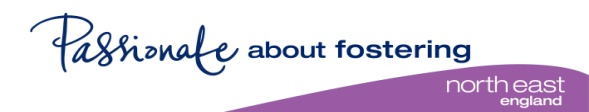 Passionate about fostering
north east
england